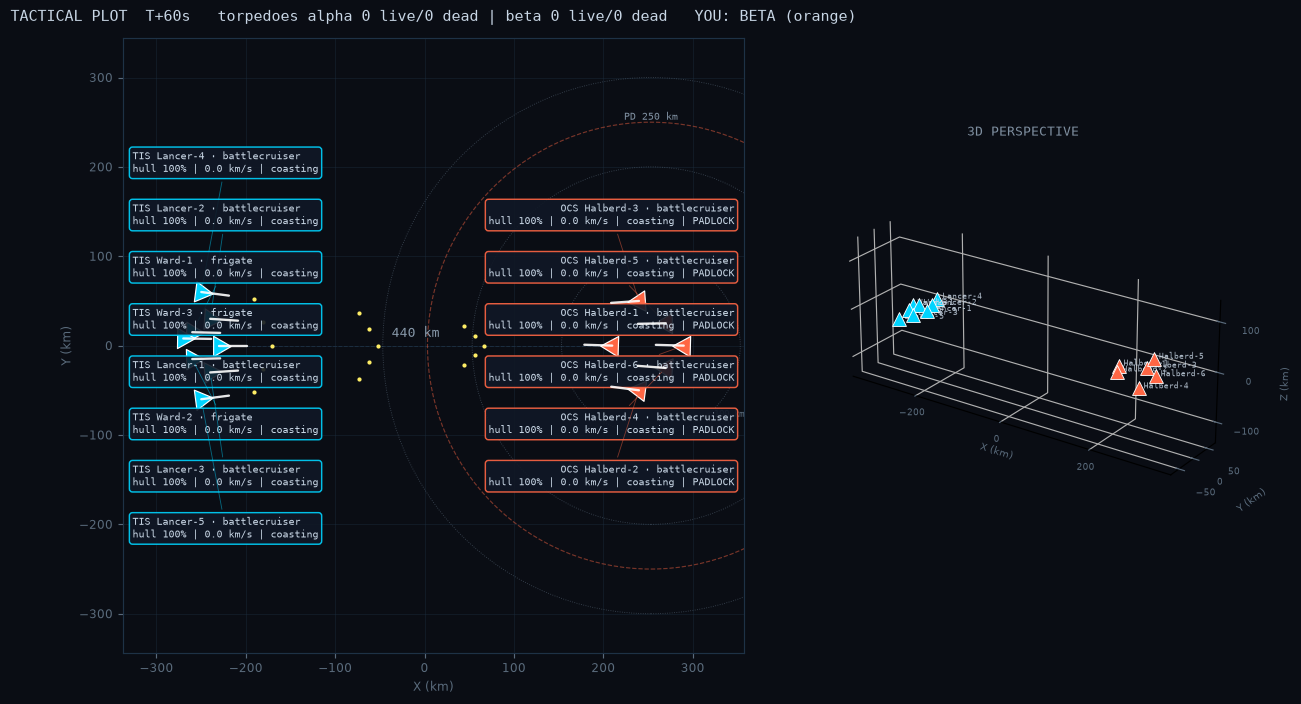 TACTICAL PLOT  T+60s   torpedoes alpha 0 live/0 dead | beta 0 live/0 dead   YOU: BETA (orange)
3D PERSPECTIVE
PD 250 km
440 km
TIS Lancer-4 · battlecruiser
hull 100% | 0.0 km/s | coasting
TIS Lancer-2 · battlecruiser
hull 100% | 0.0 km/s | coasting
TIS Ward-1 · frigate
hull 100% | 0.0 km/s | coasting
TIS Ward-3 · frigate
hull 100% | 0.0 km/s | coasting
TIS Lancer-1 · battlecruiser
hull 100% | 0.0 km/s | coasting
TIS Ward-2 · frigate
hull 100% | 0.0 km/s | coasting
TIS Lancer-3 · battlecruiser
hull 100% | 0.0 km/s | coasting
TIS Lancer-5 · battlecruiser
hull 100% | 0.0 km/s | coasting
OCS Halberd-3 · battlecruiser
hull 100% | 0.0 km/s | coasting | PADLOCK
OCS Halberd-5 · battlecruiser
hull 100% | 0.0 km/s | coasting | PADLOCK
OCS Halberd-1 · battlecruiser
hull 100% | 0.0 km/s | coasting | PADLOCK
OCS Halberd-6 · battlecruiser
hull 100% | 0.0 km/s | coasting | PADLOCK
OCS Halberd-4 · battlecruiser
hull 100% | 0.0 km/s | coasting | PADLOCK
OCS Halberd-2 · battlecruiser
hull 100% | 0.0 km/s | coasting | PADLOCK
300
200
100
0
−100
−200
−300
Y (km)
−300
−200
−100
0
100
200
300
X (km)
Lancer-4
Halberd-5
Halberd-6
Halberd-4
−200
0
200
X (km)
−50
0
50
Y (km)
100
0
−100
Z (km)